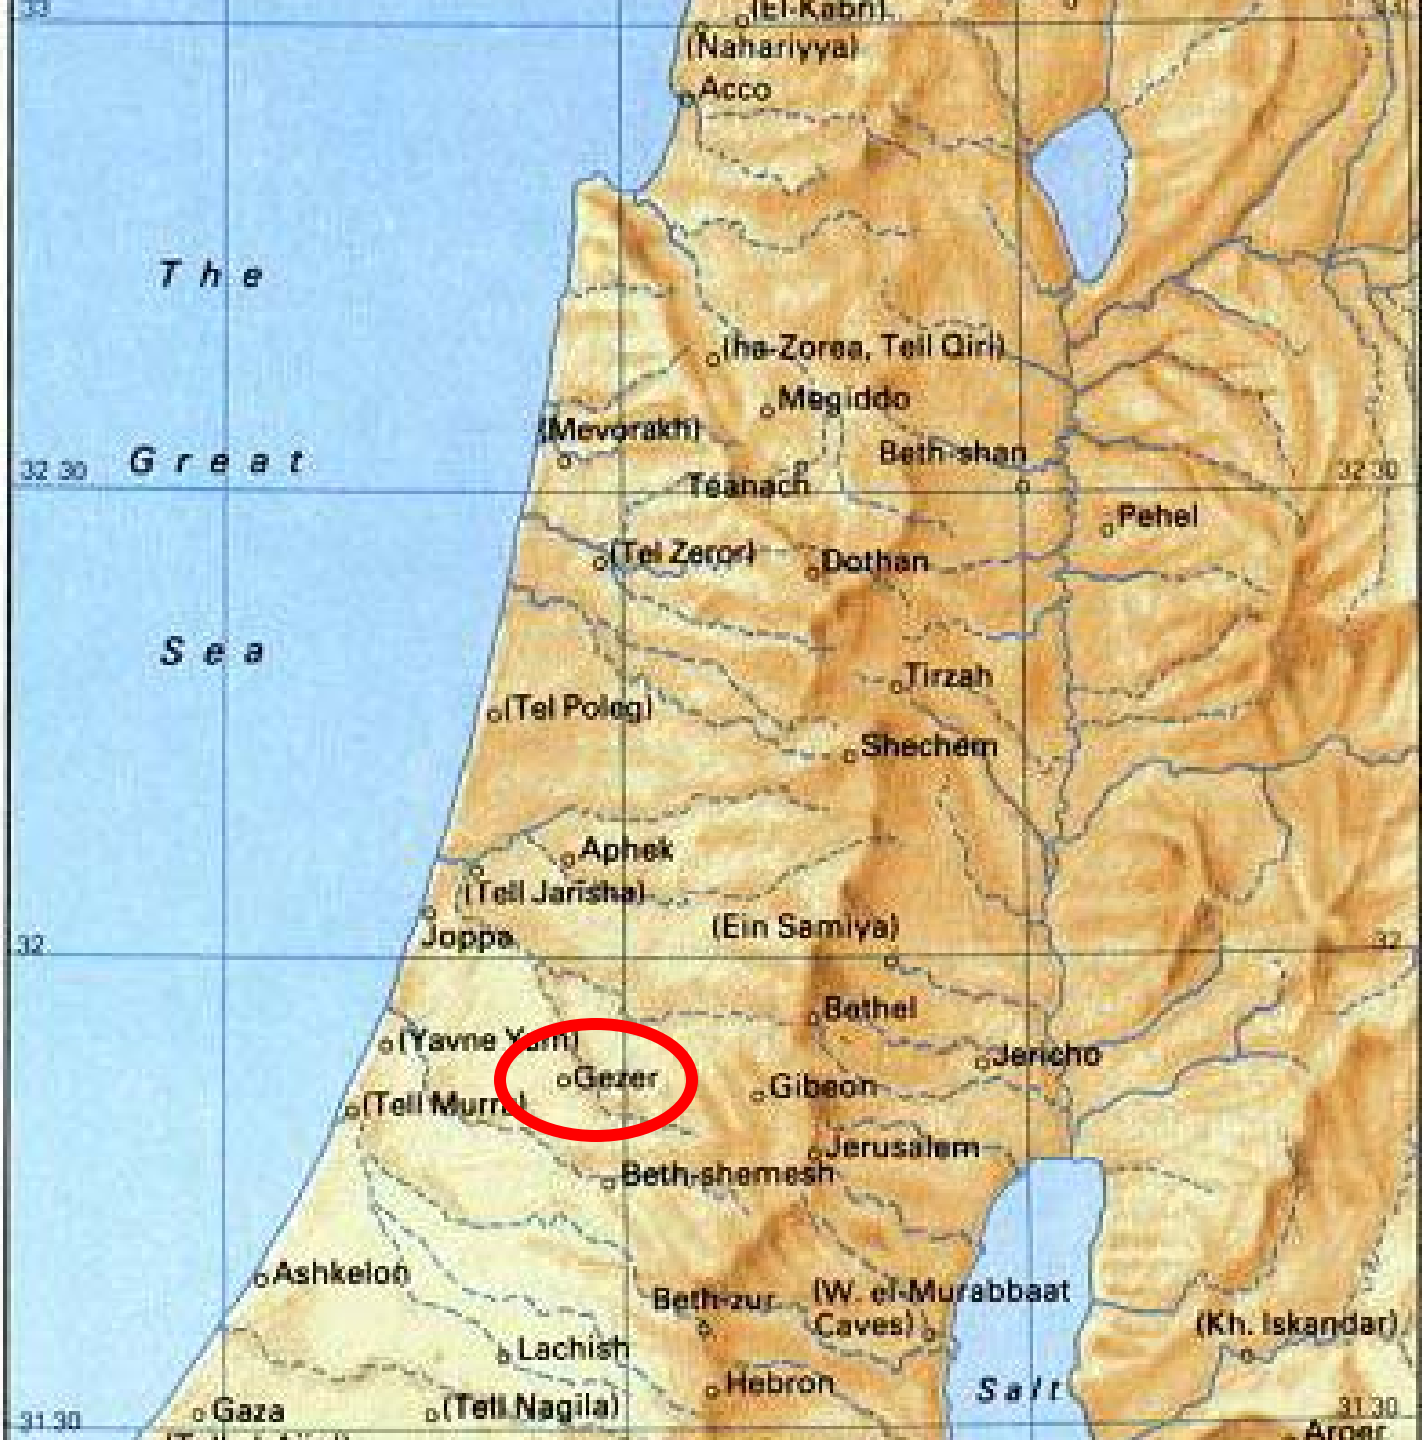 33
(El-Kabri)
(Nahariyya)
Acco
The
(ha-Zorea, Tell Qiri)
Megiddo
(Mevorakh)
Great
Beth-shan
32 30
32 30
Taanach
Pehel
(Tel Zeror)
Dothan
Sea
Tirzah
(Tel Poleg)
Shechem
Aphek
(Tell Jarisha)
(Ein Samiya)
Joppa
32
32
Bethel
(Yavne Yam)
Jericho
Gezer
Gibeon
(Tell Murra)
Jerusalem
Beth-shemesh
Ashkelon
(W. el-Murabbaat
Caves)
Beth-zur
(Kh. Iskandar)
Lachish
Hebron
Salt
Gaza
(Tell Nagila)
31 30
31 30
Aroer